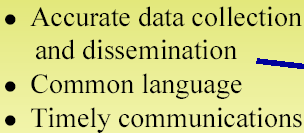 • Accurate data collection
and dissemination
• Common language
• Timely communications